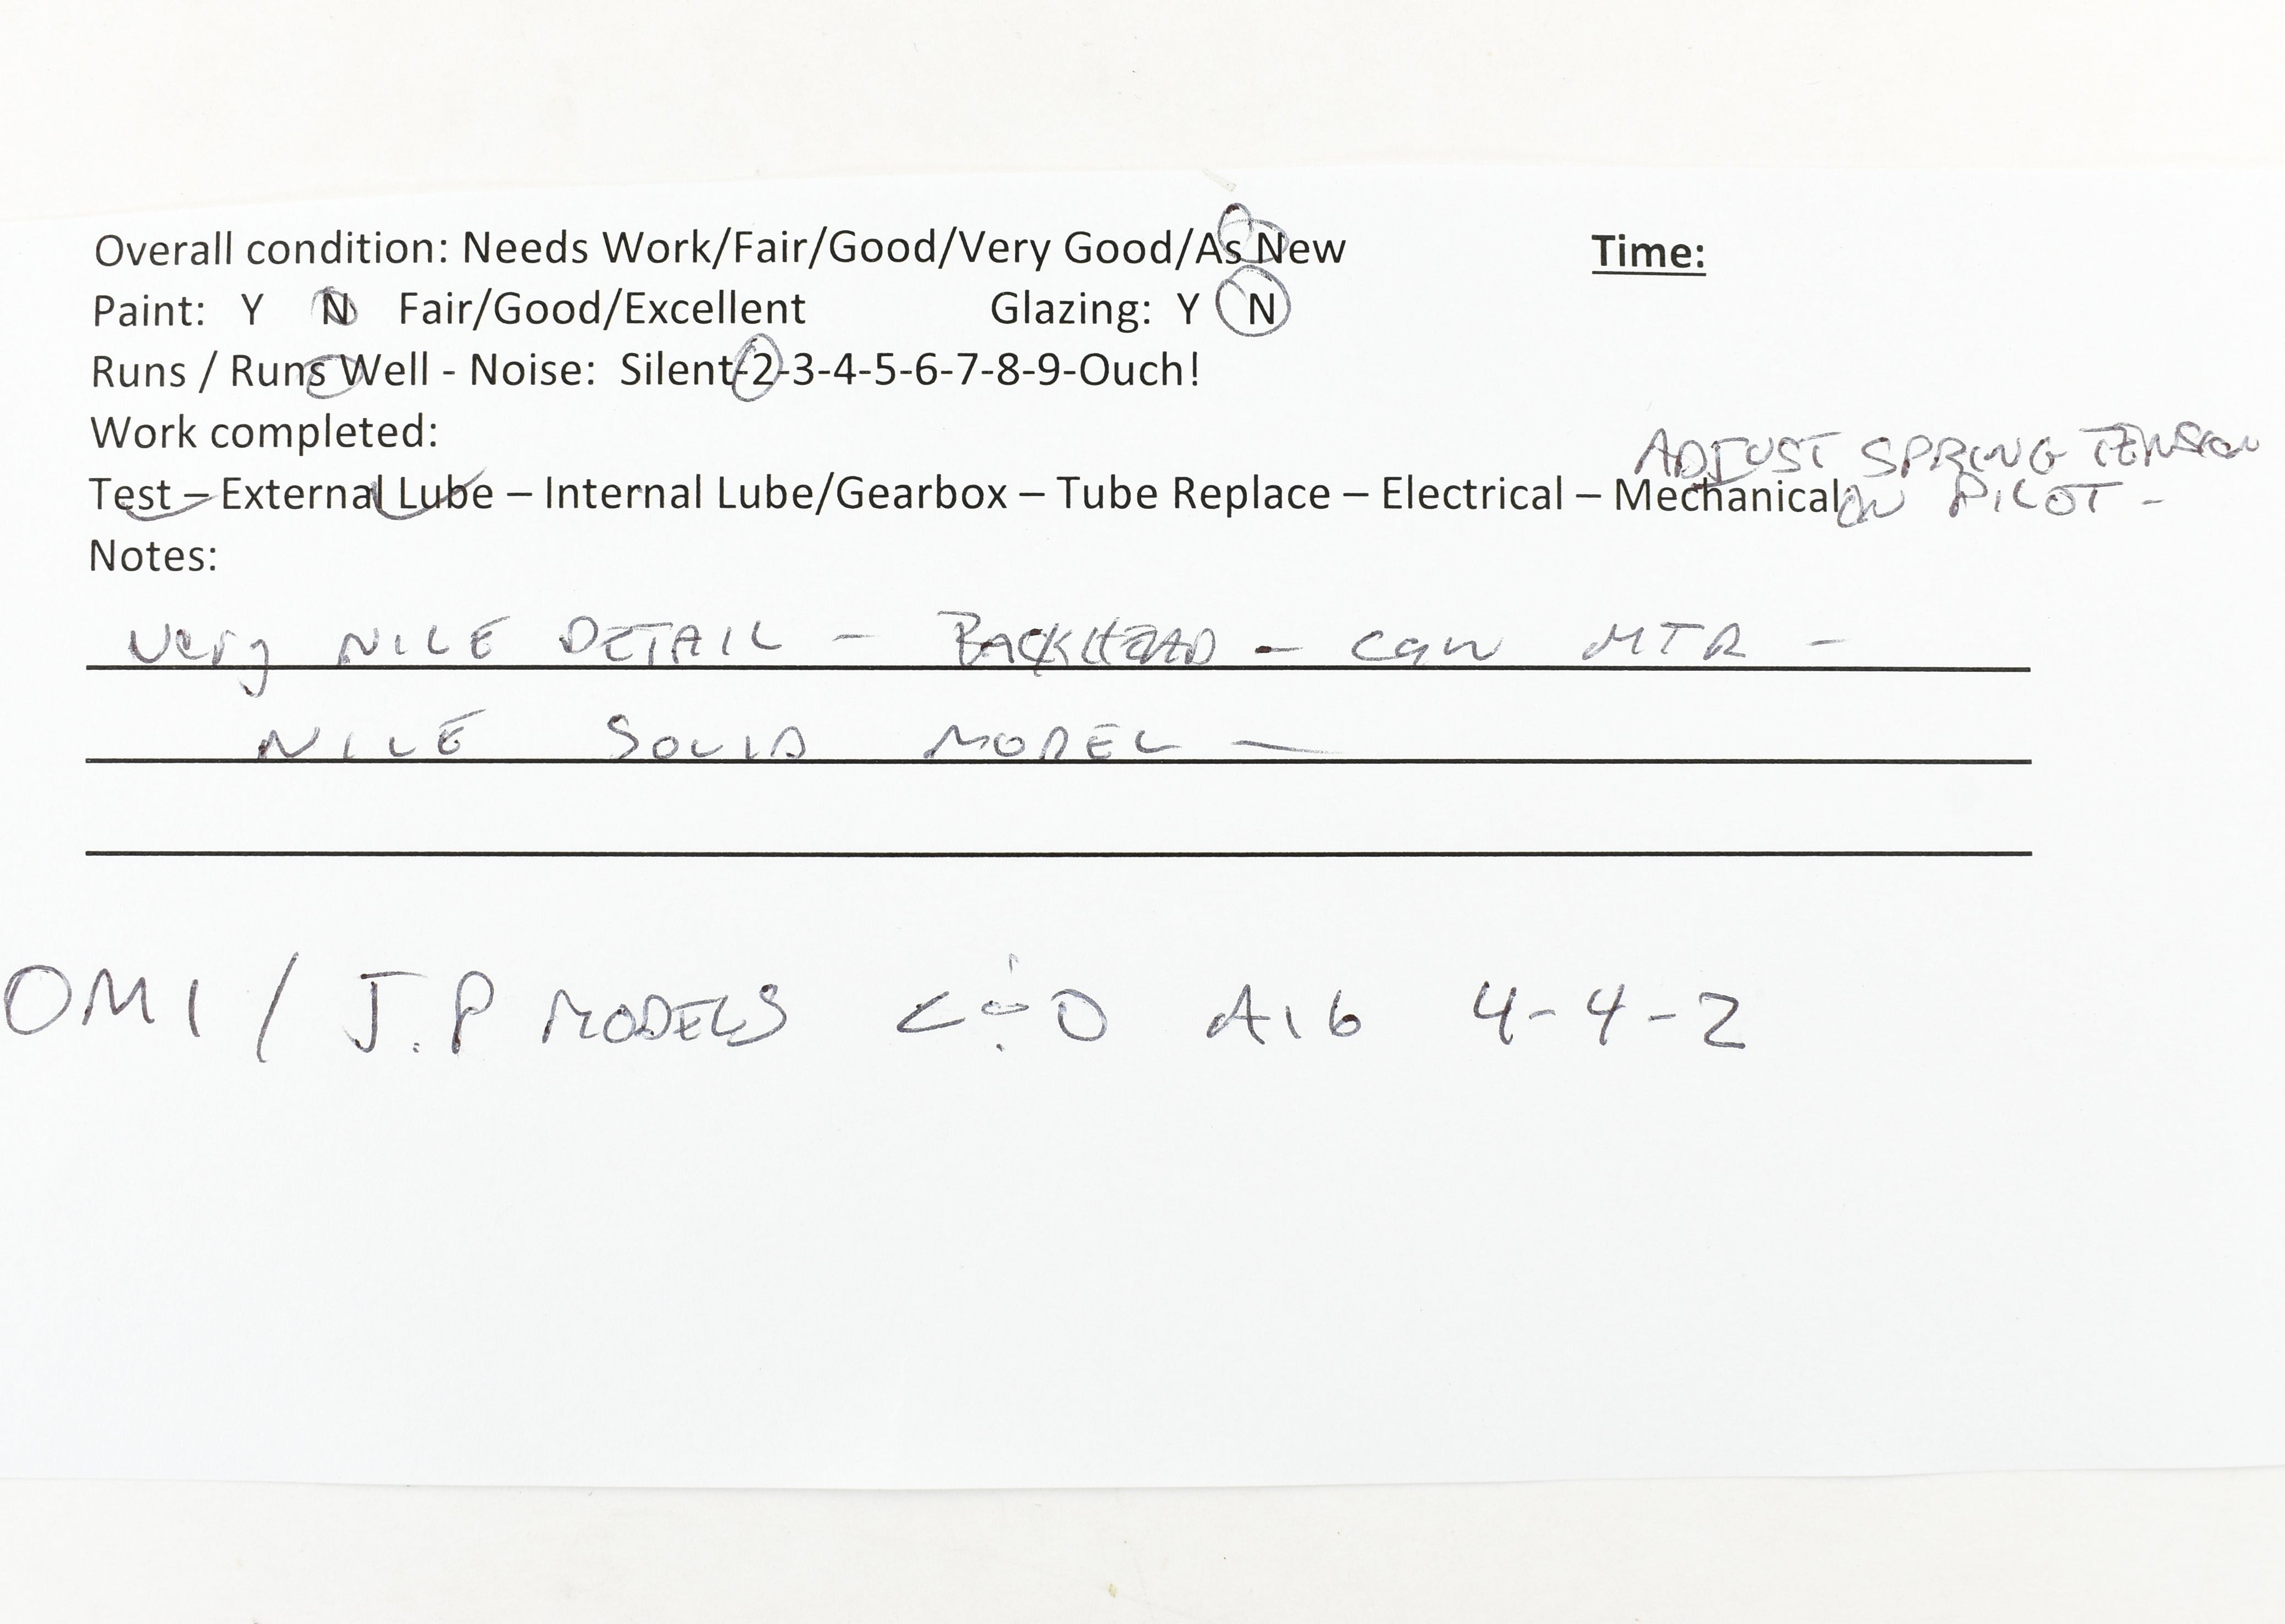 Overall condition: Needs Work/Fair/Good/Very Good/As New Time:
Paint: Y N Fair/Good/Excellent Glazing: Y N
Runs / Runs Well - Noise: Silent-2-3-4-5-6-7-8-9-Ouch!
Work completed:
ADJUST SPRING TENSION
Test – External Lube – Internal Lube/Gearbox – Tube Replace – Electrical – Mechanical ON PILOT -
Notes:
Very NICE DETAIL - BACKHEAD - CAN MTR -
NICE SOLID MODEL -
OMI / J.P MODELS C&O A16 4-4-2